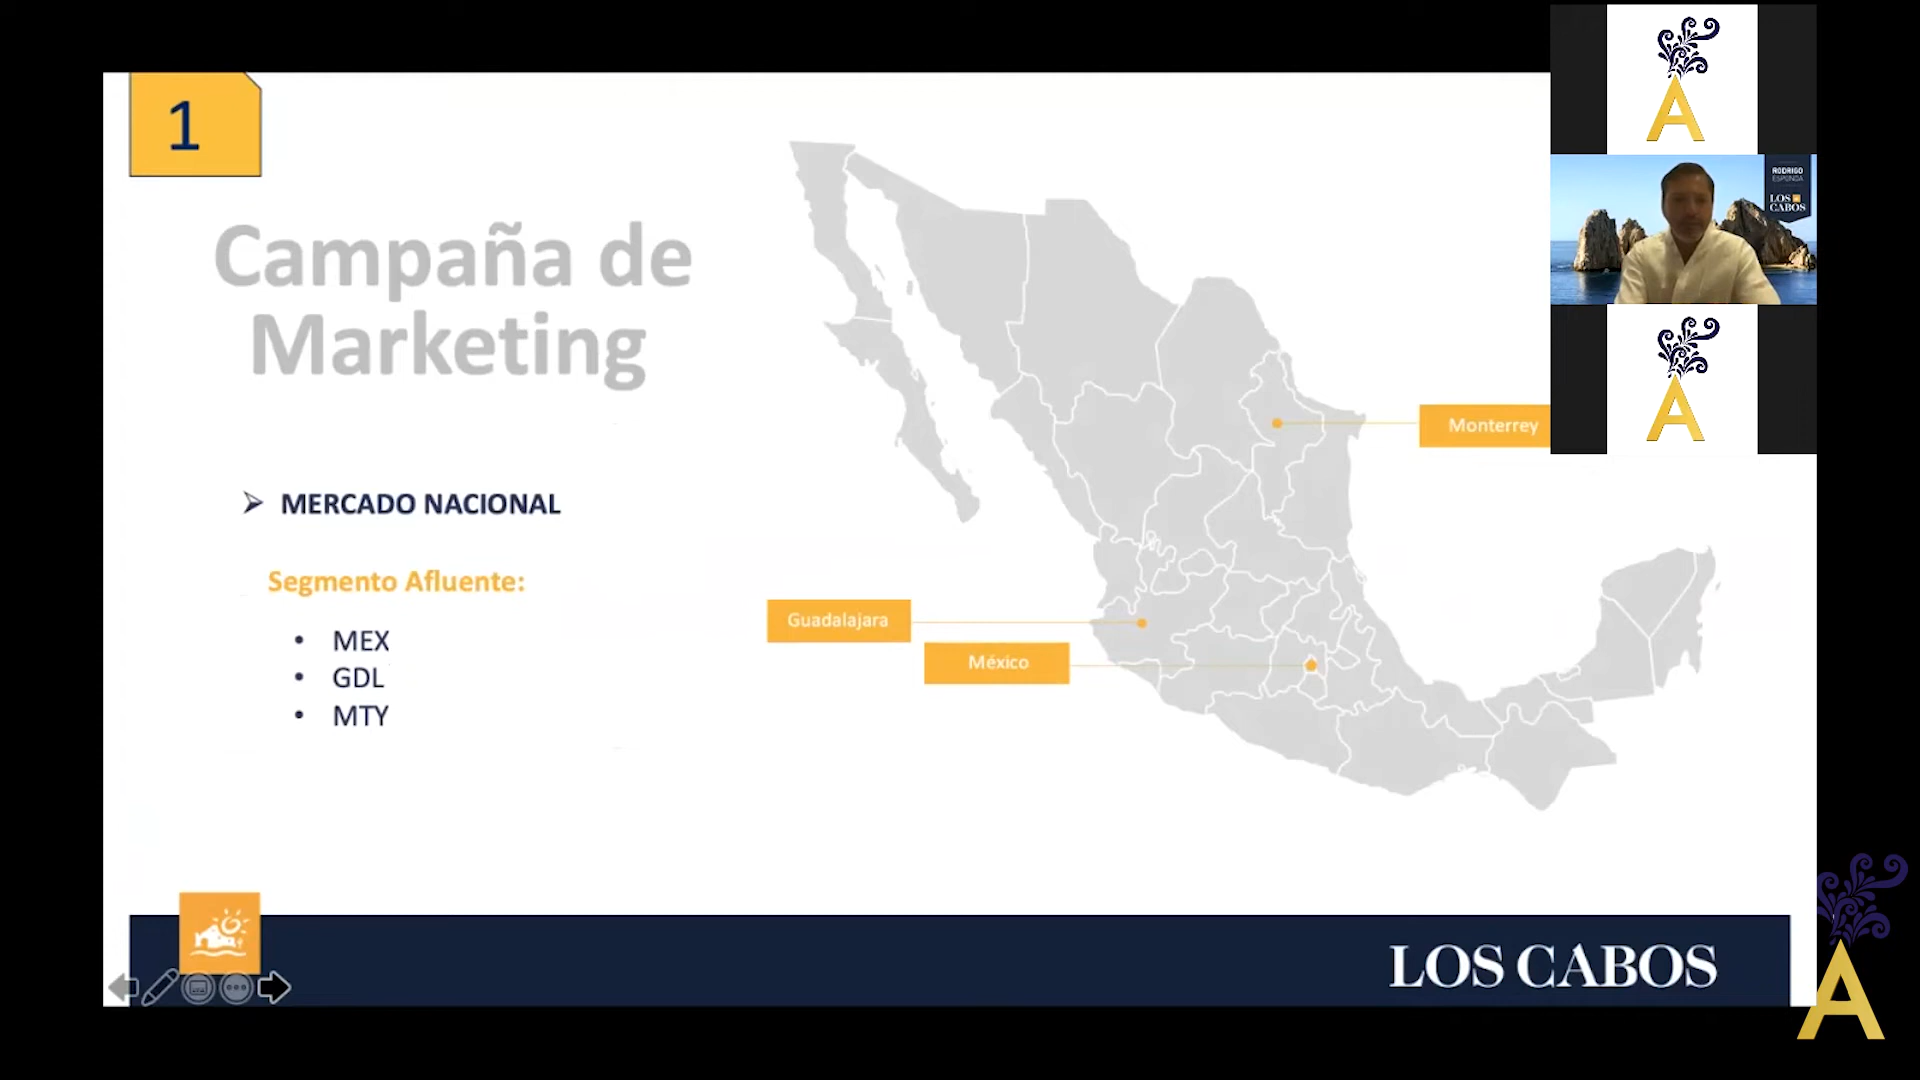 1
Campaña de
Marketing
MERCADO NACIONAL
Segmento Afluente:
• MEX
• GDL
• MTY
Monterrey
Guadalajara
México
LOS CABOS
A
RODRIGO
ESPONDA
LOS
CABOS
A
A